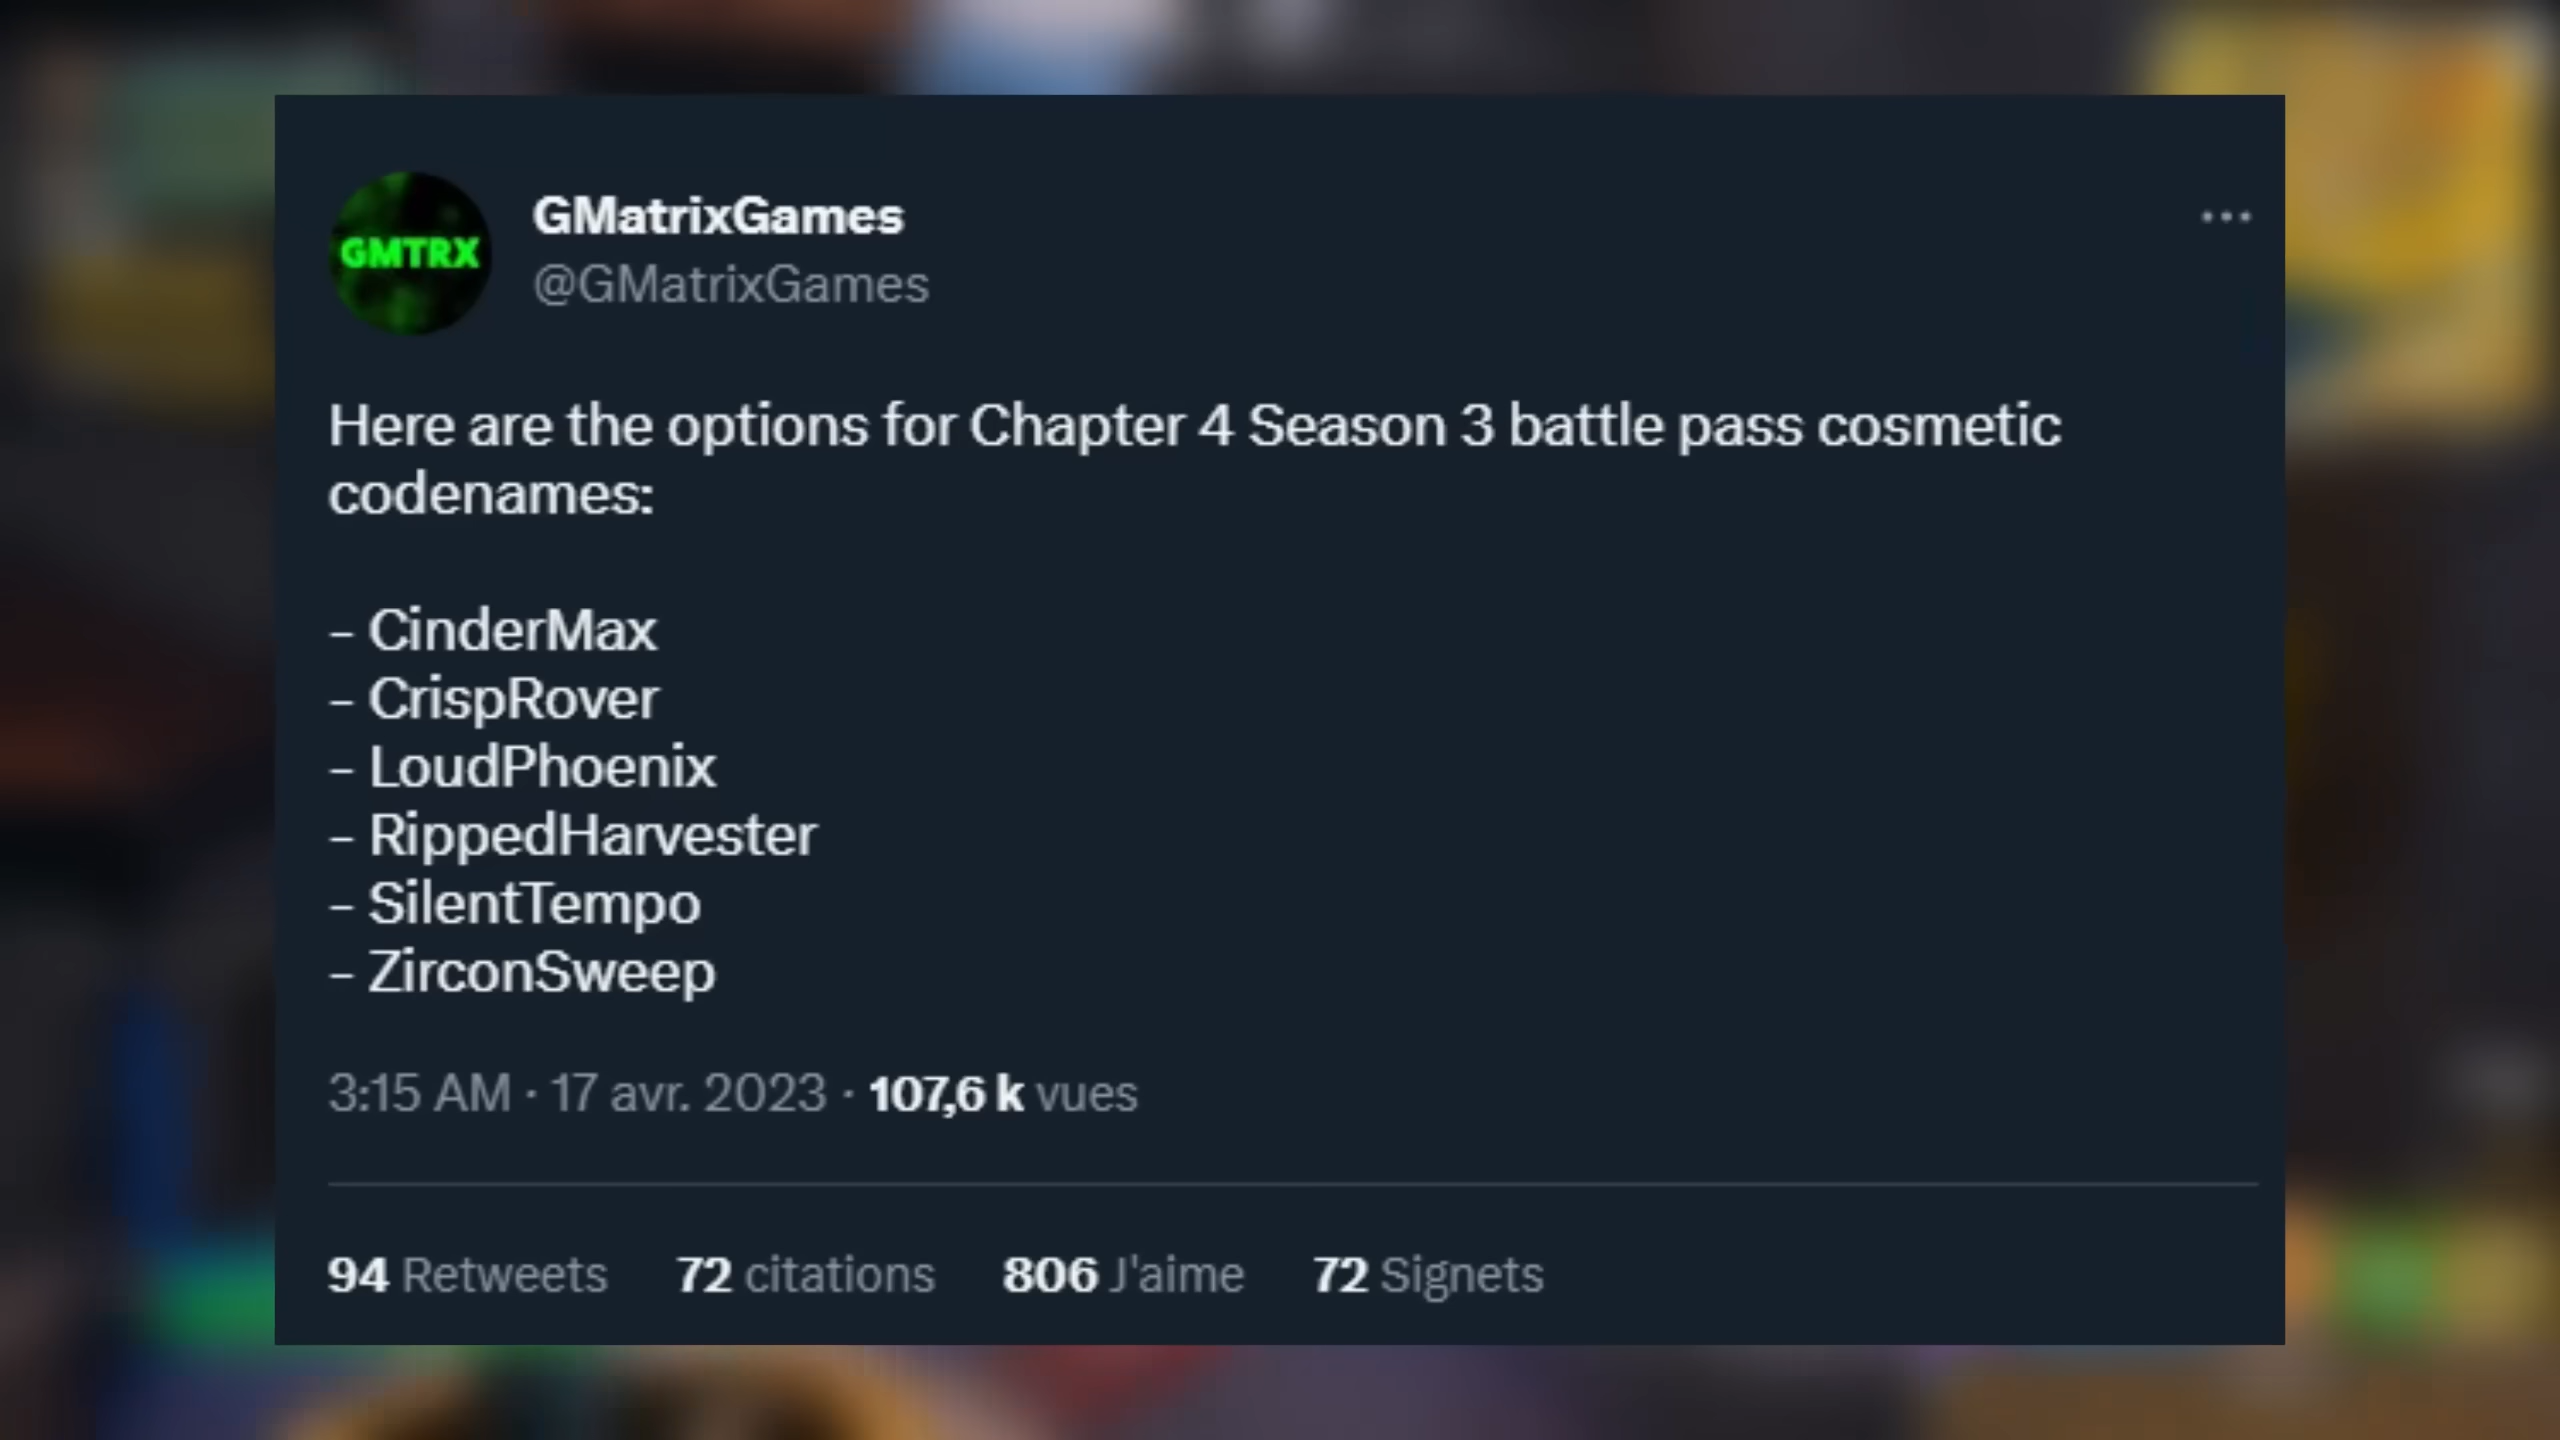 GMTRX
GMatrixGames
@GMatrixGames
Here are the options for Chapter 4 Season 3 battle pass cosmetic
codenames:
- CinderMax
- CrispRover
- LoudPhoenix
- RippedHarvester
- SilentTempo
- ZirconSweep
3:15 AM · 17 avr. 2023 · 107,6 k vues
94 Retweets 72 citations 806 J'aime 72 Signets